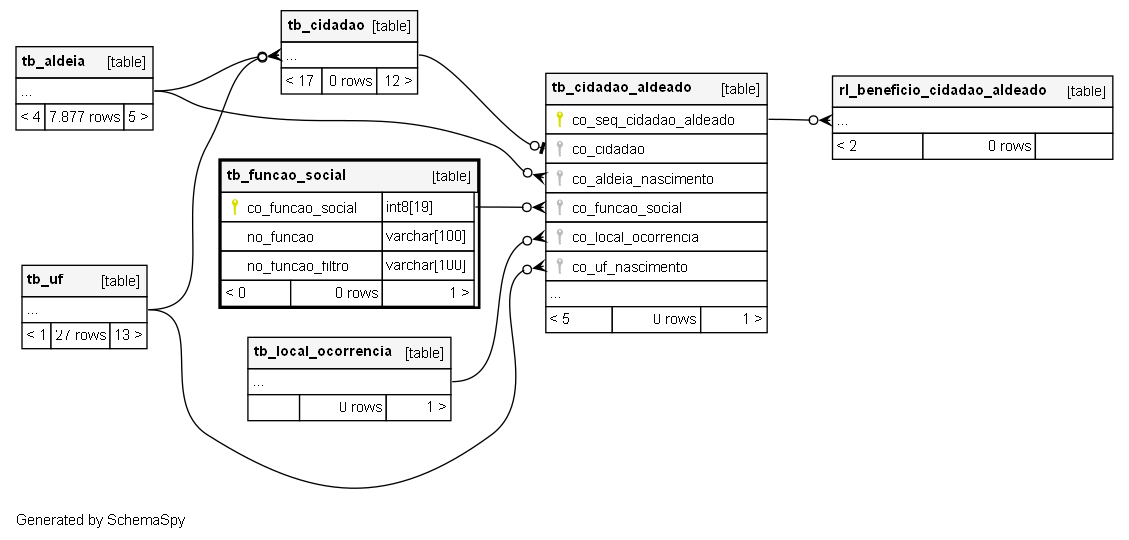 tb_cidadao [table]
...
< 17 0 rows 12 >
tb_aldeia [table]
...
< 4 7.877 rows 5 >
tb_cidadao_aldeado [table]
co_seq_cidadao_aldeado
co_cidadao
co_aldeia_nascimento
co_funcao_social
co_local_ocorrencia
co_uf_nascimento
...
< 5 0 rows 1 >
rl_beneficio_cidadao_aldeado [table]
...
< 2 0 rows
tb_funcao_social [table]
co_funcao_social int8[19]
no_funcao varchar[100]
no_funcao_filtro varchar[100]
< 0 0 rows 1 >
tb_uf [table]
...
< 1 27 rows 13 >
tb_local_ocorrencia [table]
...
0 rows 1 >
Generated by SchemaSpy